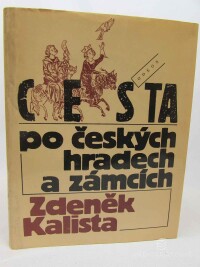 CESTA
po českých
hradech
a zámcích
Zdeněk
Kalista